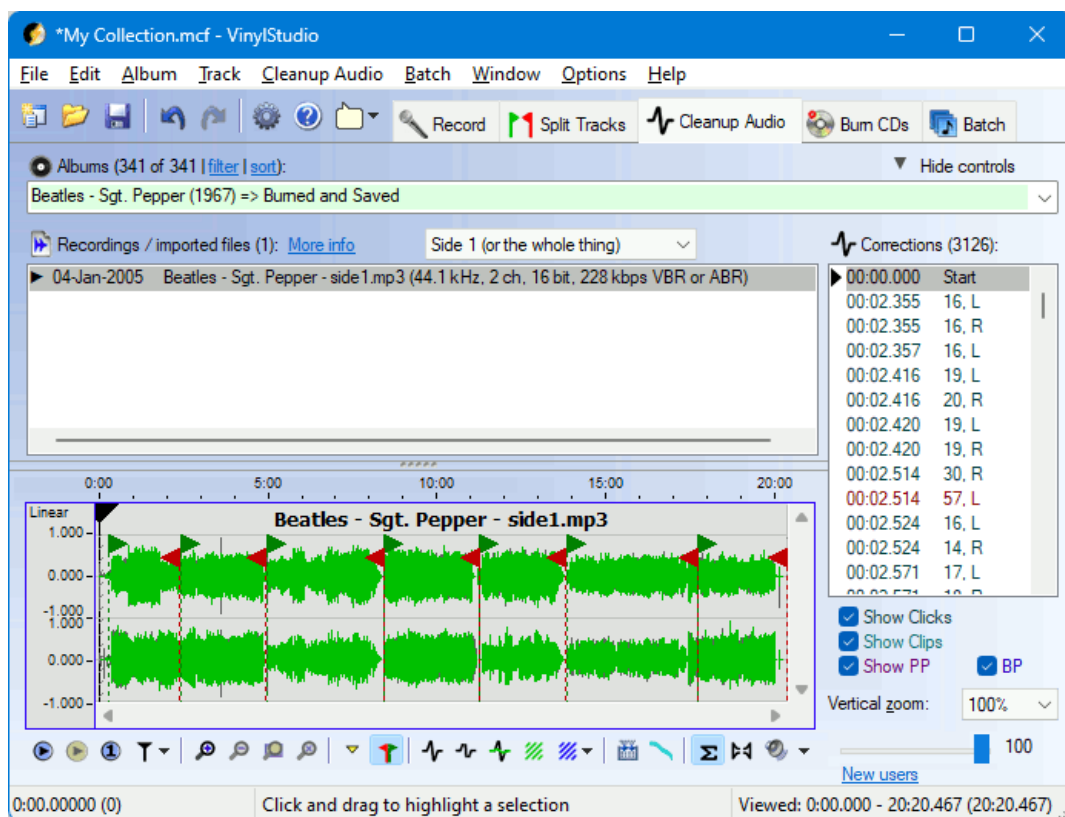 *My Collection.mcf - VinylStudio
File Edit Album Track Cleanup Audio Batch Window Options Help
Record Split Tracks Cleanup Audio Burn CDs Batch
Albums (341 of 341 | filter | sort): Hide controls
Beatles - Sgt. Pepper (1967) => Burned and Saved
Recordings / imported files (1): More info Side 1 (or the whole thing) Corrections (3126):
04-Jan-2005 Beatles - Sgt. Pepper - side1.mp3 (44.1 kHz, 2 ch, 16 bit, 228 kbps VBR or ABR)
00:00.000 Start
00:02.355 16, L
00:02.355 16, R
00:02.357 16, L
00:02.416 19, L
00:02.416 20, R
00:02.420 19, L
00:02.420 19, R
00:02.514 30, R
00:02.514 57, L
00:02.524 16, L
00:02.524 14, R
00:02.571 17, L
0:00 5:00 10:00 15:00 20:00
Linear
Beatles - Sgt. Pepper - side1.mp3
1.000
0.000
-1.000
1.000
0.000
-1.000
Show Clicks
Show Clips
Show PP BP
Vertical zoom: 100%
100
New users
0:00.00000 (0) Click and drag to highlight a selection Viewed: 0:00.000 - 20:20.467 (20:20.467)